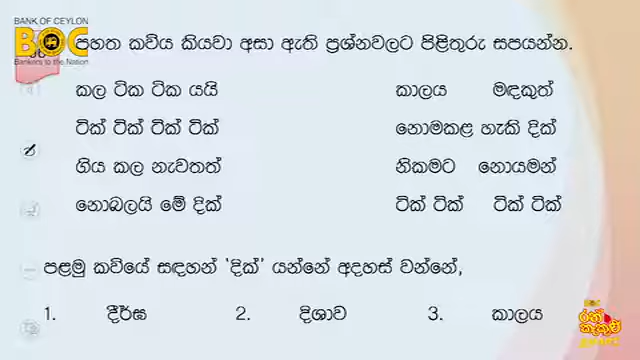 BANK OF CEYLON
BOC
Bankers to the Nation
පහත කවිය කියවා අසා ඇති ප්‍රශ්නවලට පිළිතුරු සපයන්න.
කල ටික ටික යයි
ටික් ටික් ටික් ටික්
ගිය කල නැවතත්
නොබලයි මේ දික්
කාලය මඳකුත්
නොමකළ හැකි දික්
නිකමට නොයමන්
ටික් ටික් ටික් ටික්
පළමු කවියේ සඳහන් 'දික්' යන්නේ අදහස් වන්නේ,
1. දීර්ඝ 2. දිශාව 3. කාලය
රන් කැකුළු